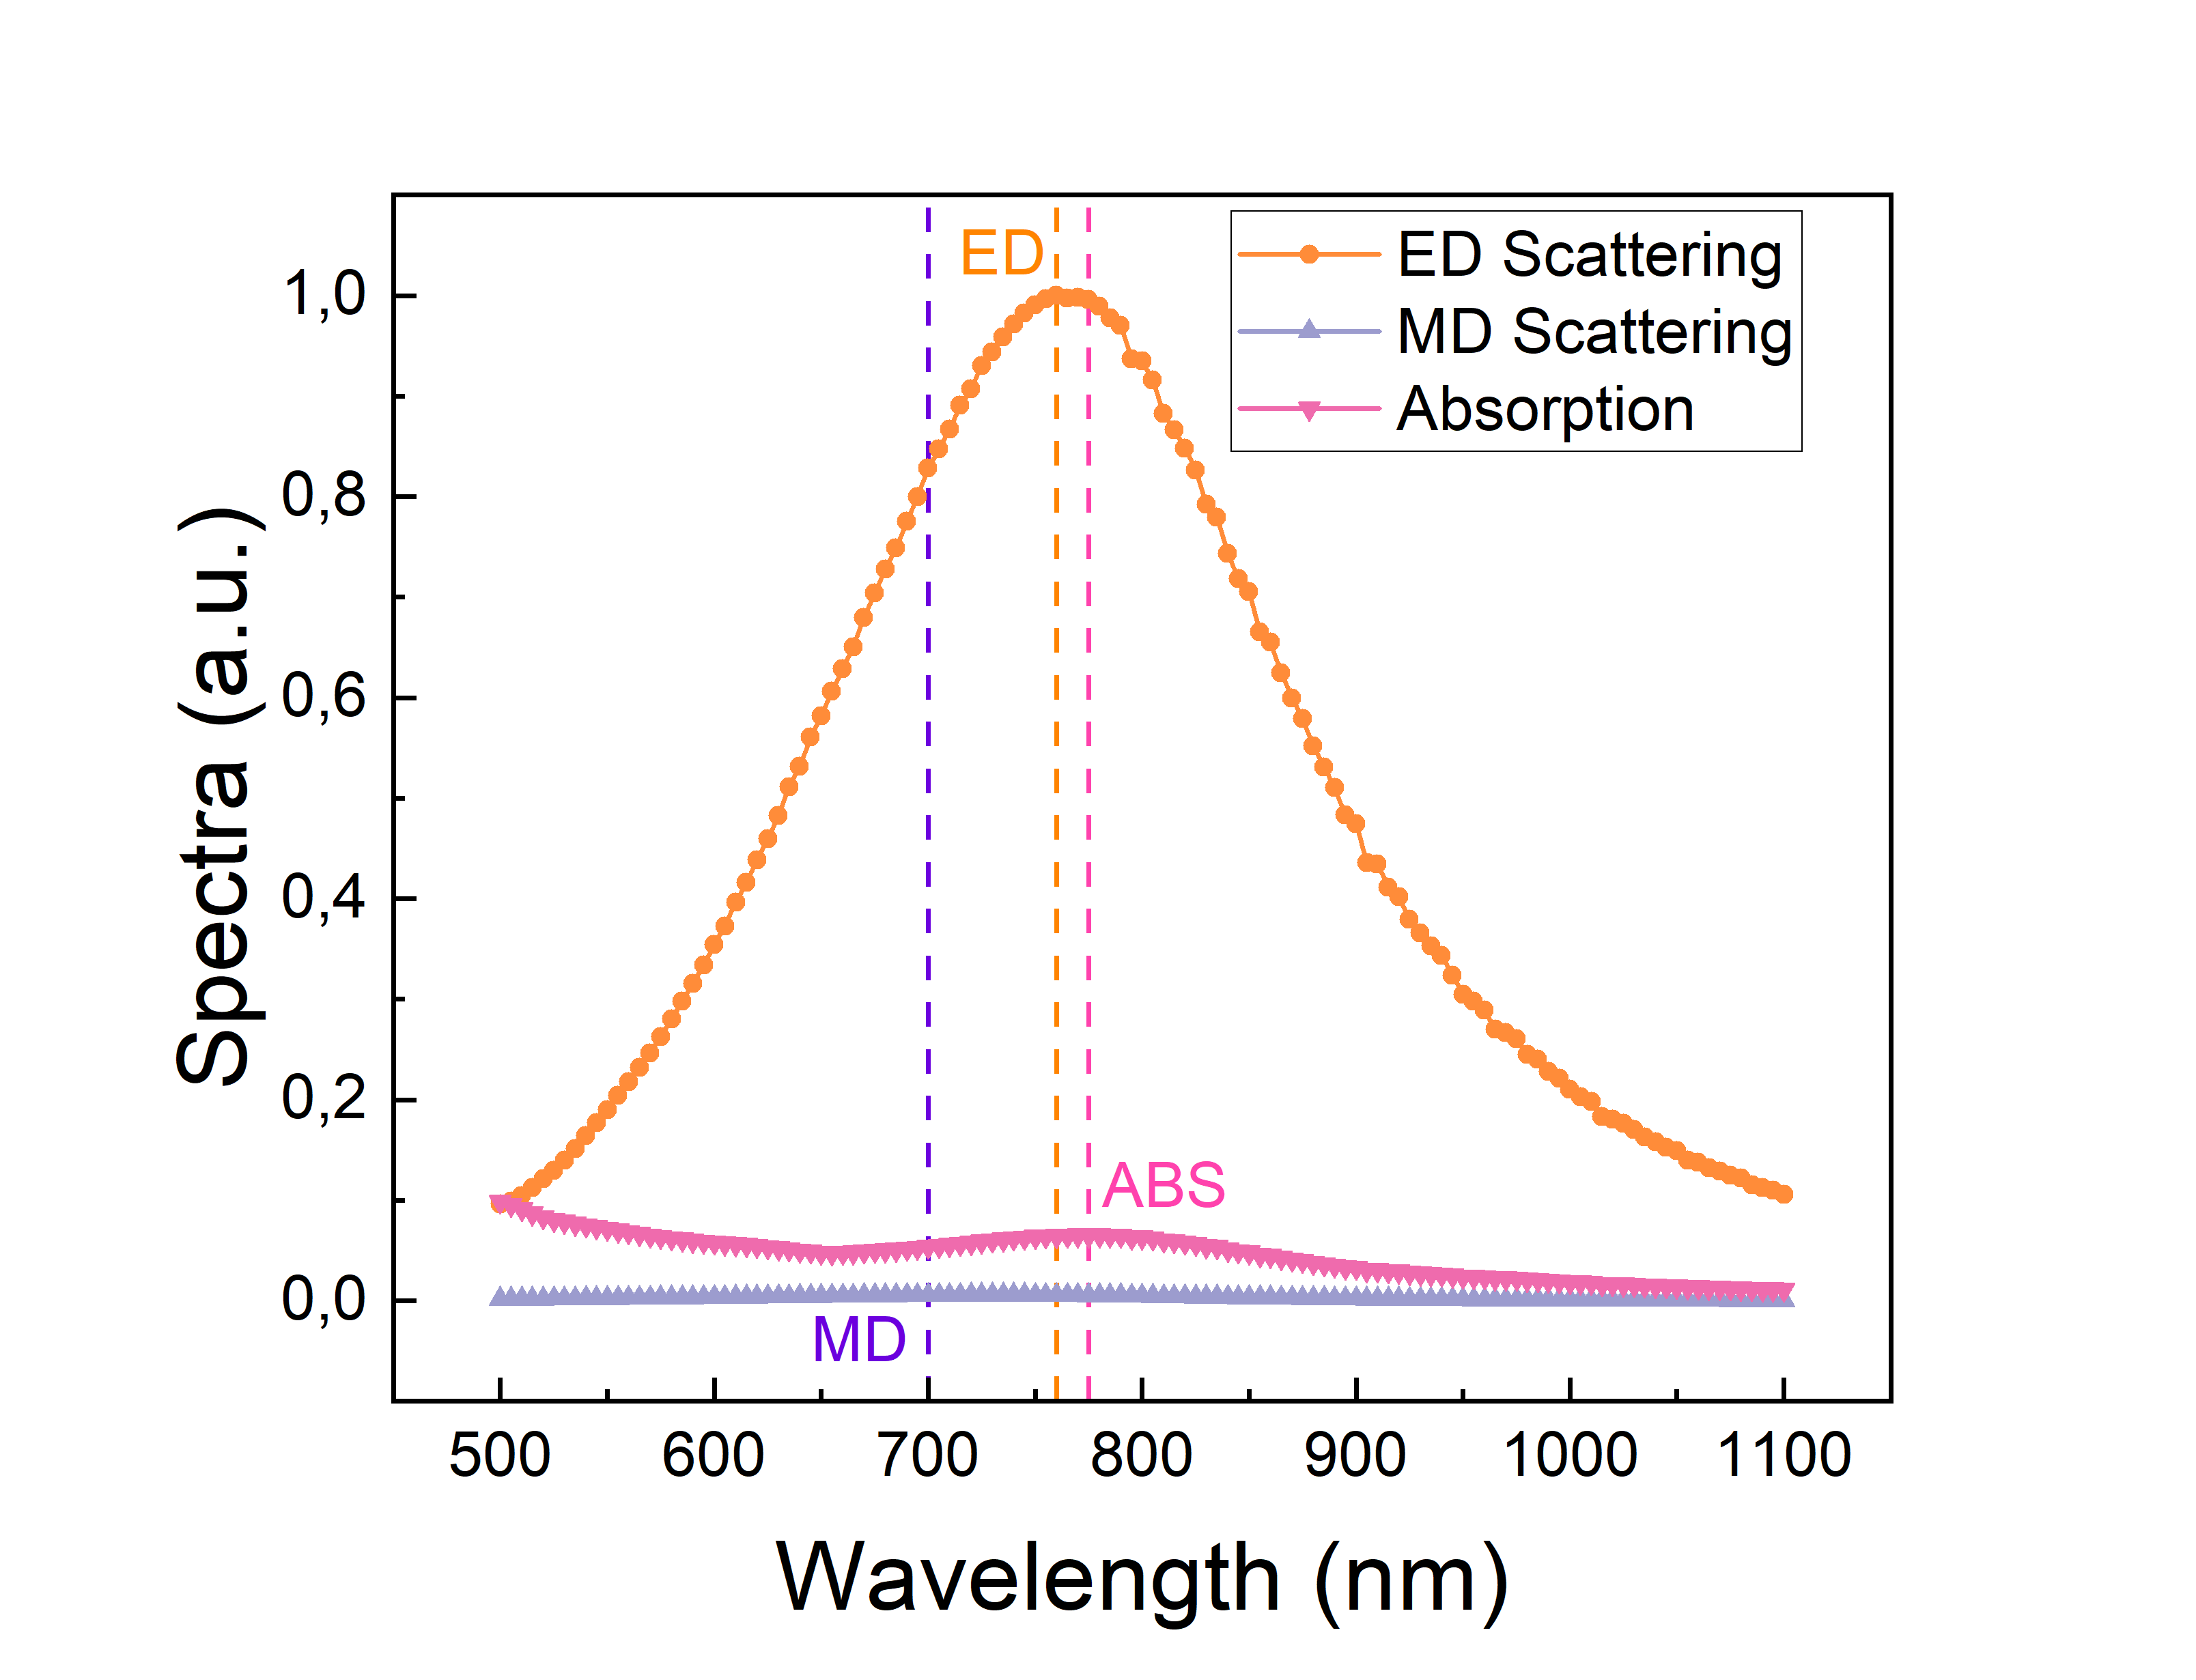 ED
ED Scattering
MD Scattering
Absorption
1,0
0,8
0,6
0,4
0,2
0,0
Spectra (a.u.)
ABS
MD
500 600 700 800 900 1000 1100
Wavelength (nm)